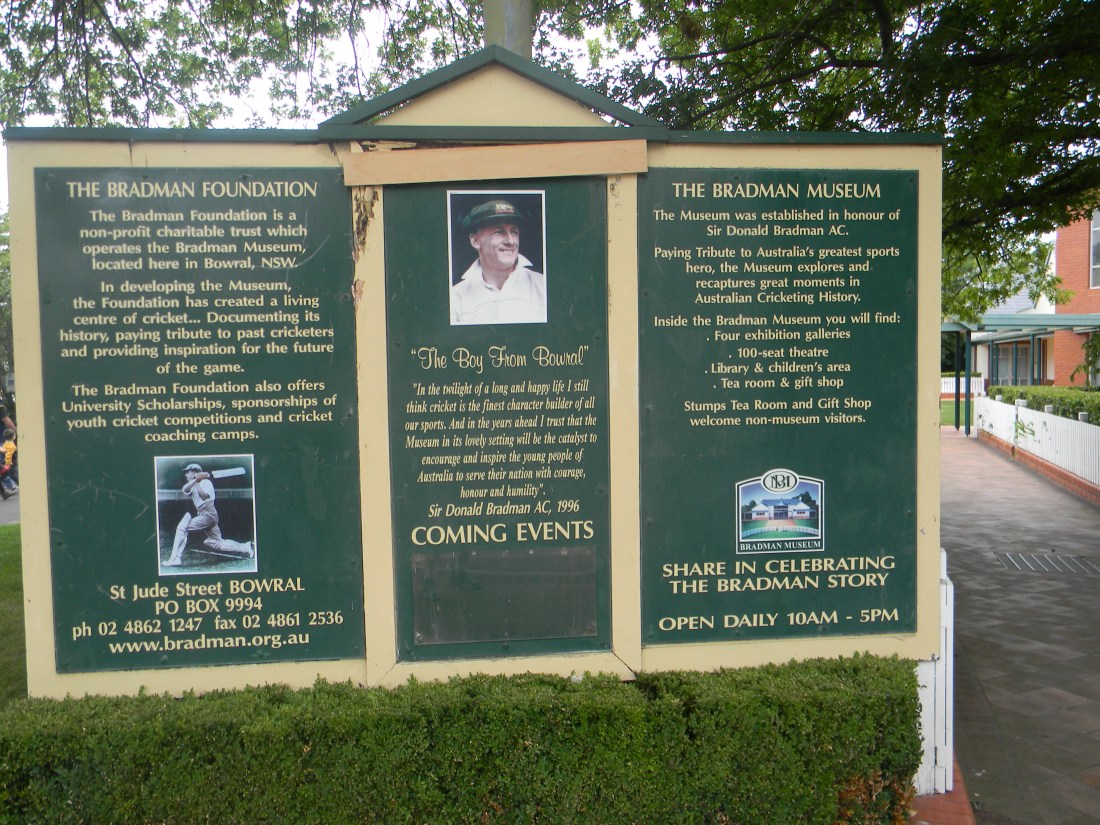 THE BRADMAN FOUNDATION
The Bradman Foundation is a
non-profit charitable trust which
operates the Bradman Museum,
located here in Bowral, NSW.
In developing the Museum,
the Foundation has created a living
centre of cricket... Documenting its
history, paying tribute to past cricketers
and providing inspiration for the future
of the game.
The Bradman Foundation also offers
University Scholarships, sponsorships of
youth cricket competitions and cricket
coaching camps.
St Jude Street BOWRAL
PO BOX 9994
ph 02 4862 1247 fax 02 4861 2536
www.bradman.org.au
"The Boy From Bowral"
"In the twilight of a long and happy life I still
think cricket is the finest character builder of all
our sports. And in the years ahead I trust that the
Museum in its lovely setting will be the catalyst to
encourage and inspire the young people of
Australia to serve their nation with courage,
honour and humility".
Sir Donald Bradman AC, 1996
COMING EVENTS
THE BRADMAN MUSEUM
The Museum was established in honour of
Sir Donald Bradman AC.
Paying Tribute to Australia's greatest sports
hero, the Museum explores and
recaptures great moments in
Australian Cricketing History.
Inside the Bradman Museum you will find:
. Four exhibition galleries
. 100-seat theatre
. Library & children's area
. Tea room & gift shop
Stumps Tea Room and Gift Shop
welcome non-museum visitors.
BM
BRADMAN MUSEUM
SHARE IN CELEBRATING
THE BRADMAN STORY
OPEN DAILY 10AM - 5PM